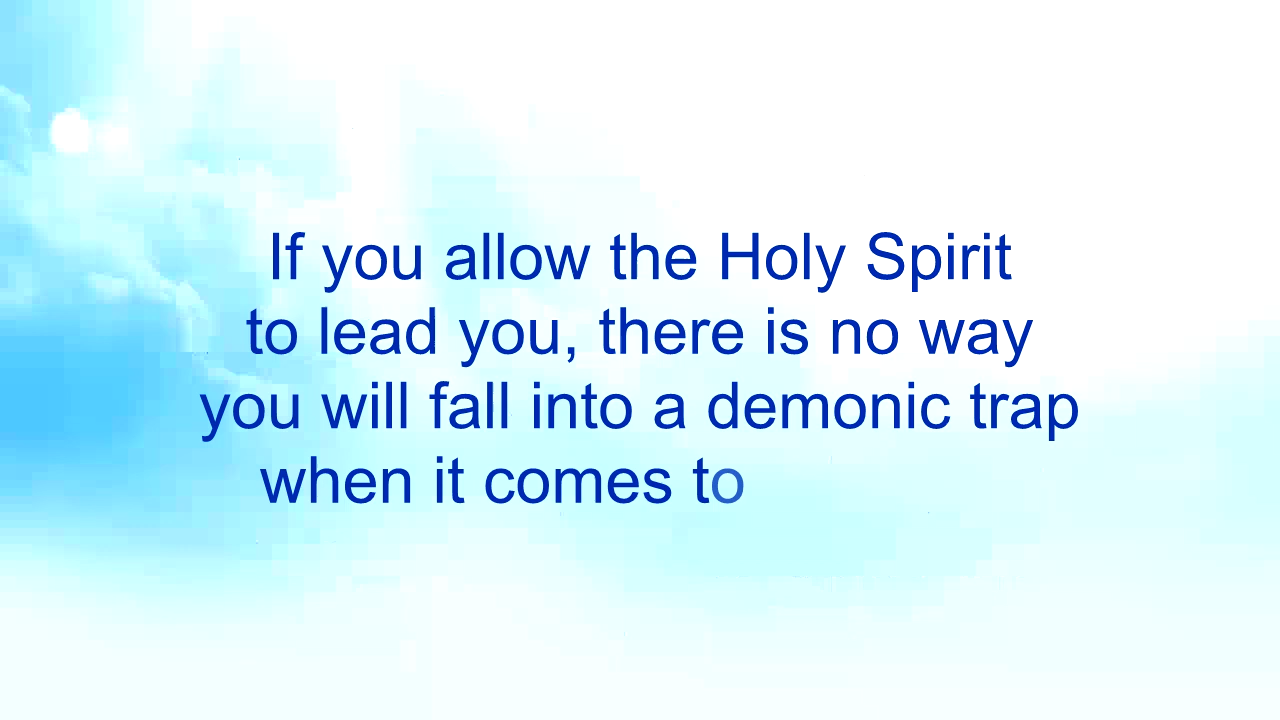 If you allow the Holy Spirit
to lead you, there is no way
you will fall into a demonic trap
when it comes to